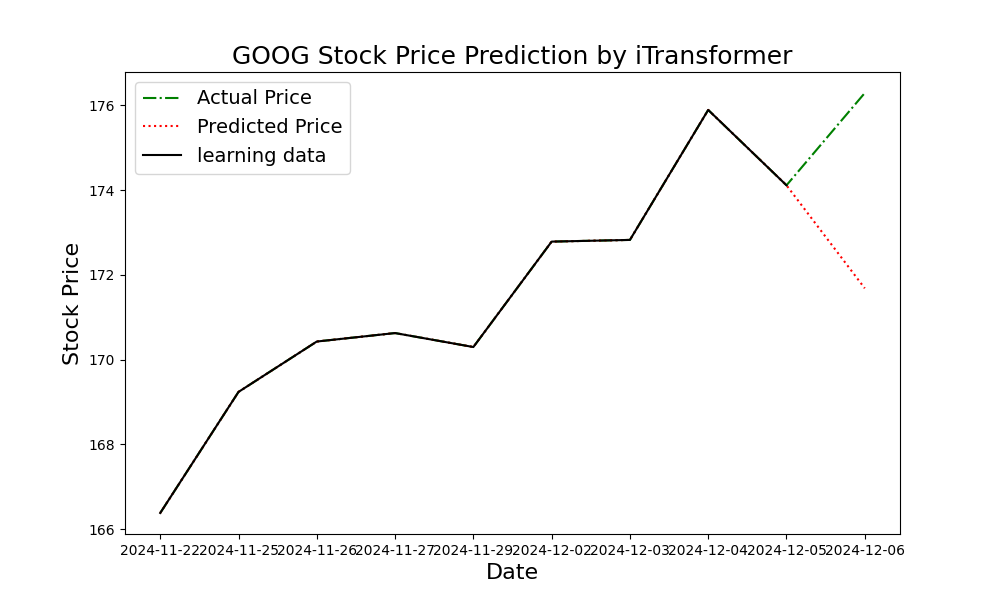 GOOG Stock Price Prediction by iTransformer
Actual Price
Predicted Price
learning data
176
174
172
170
168
166
Stock Price
2024-11-22 2024-11-25 2024-11-26 2024-11-27 2024-11-29 2024-12-02 2024-12-03 2024-12-04 2024-12-05 2024-12-06
Date